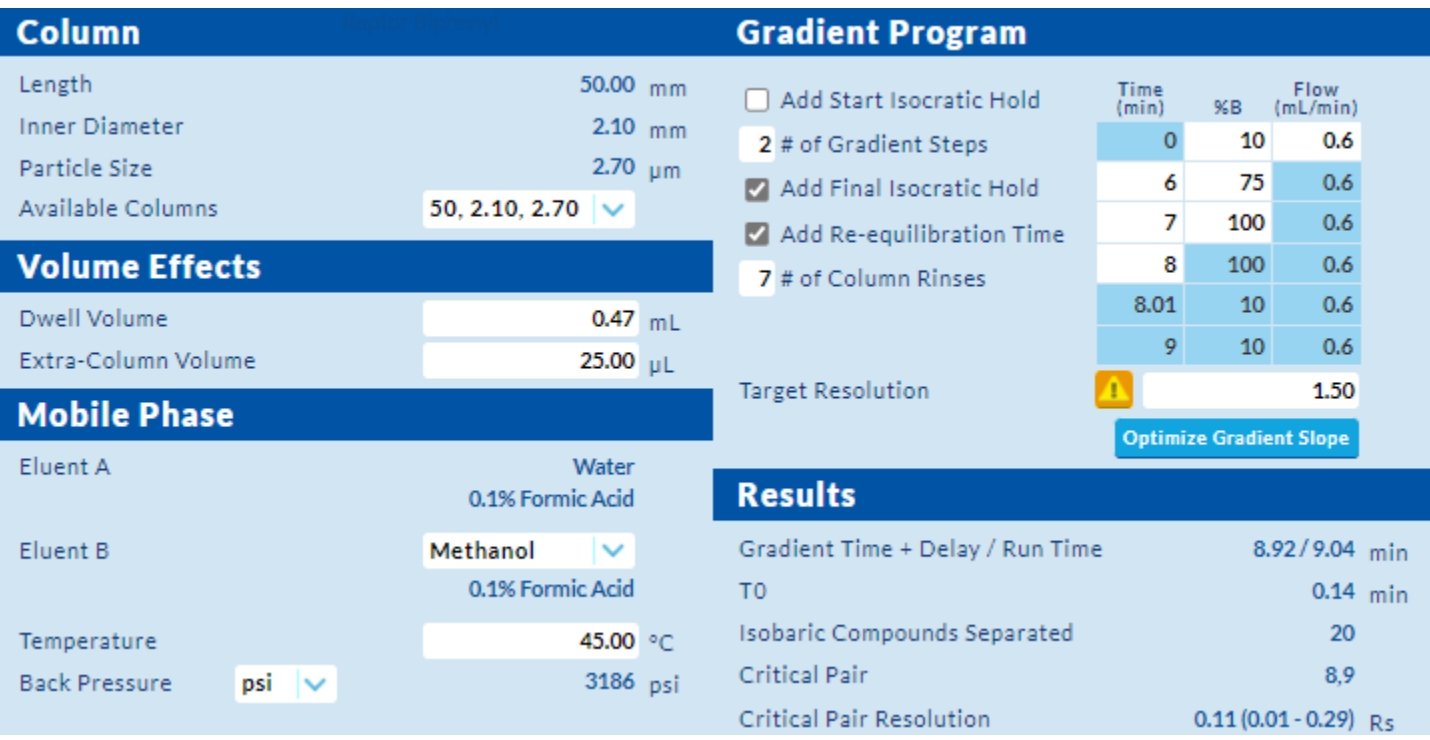 Column
Length 50.00 mm
Inner Diameter 2.10 mm
Particle Size 2.70 µm
Available Columns 50, 2.10, 2.70
Volume Effects
Dwell Volume 0.47 mL
Extra-Column Volume 25.00 µL
Mobile Phase
Eluent A Water
0.1% Formic Acid
Eluent B Methanol
0.1% Formic Acid
Temperature 45.00 °C
Back Pressure psi 3186 psi
Gradient Program
Add Start Isocratic Hold
2 # of Gradient Steps
Add Final Isocratic Hold
Add Re-equilibration Time
7 # of Column Rinses
Time (min) %B Flow (mL/min)
0 10 0.6
6 75 0.6
7 100 0.6
8 100 0.6
8.01 10 0.6
9 10 0.6
Target Resolution 1.50
Optimize Gradient Slope
Results
Gradient Time + Delay / Run Time 8.92 / 9.04 min
T0 0.14 min
Isobaric Compounds Separated 20
Critical Pair 8,9
Critical Pair Resolution 0.11 (0.01 - 0.29) Rs